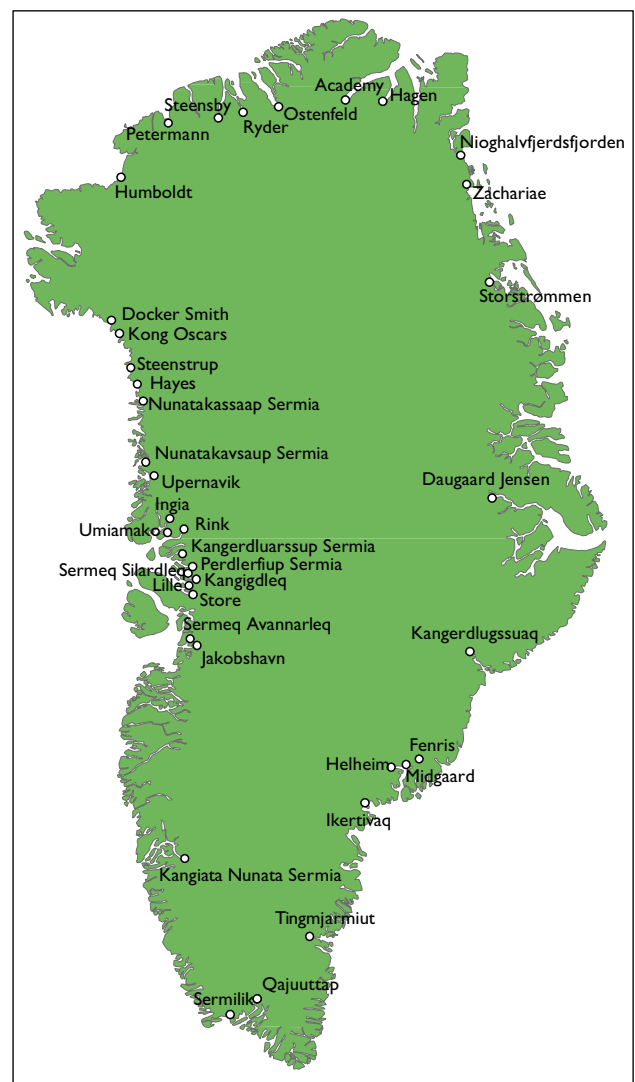 Academy
Hagen
Steensby
Ostenfeld
Ryder
Petermann
Nioghalvfjerdsfjorden
Humboldt
Zachariae
Storstrømmen
Docker Smith
Kong Oscars
Steenstrup
Hayes
Nunatakassaap Sermia
Nunatakavsaup Sermia
Upernavik
Daugaard Jensen
Ingia
Umiamako
Rink
Kangerdluarssup Sermia
Perdlerfiup Sermia
Sermeq Silardleq
Kangigdleq
Lille
Store
Sermeq Avannarleq
Jakobshavn
Kangerdlugssuaq
Fenris
Helheim
Midgaard
Ikertivaq
Kangiata Nunata Sermia
Tingmjarmiut
Qajuuttap
Sermilik